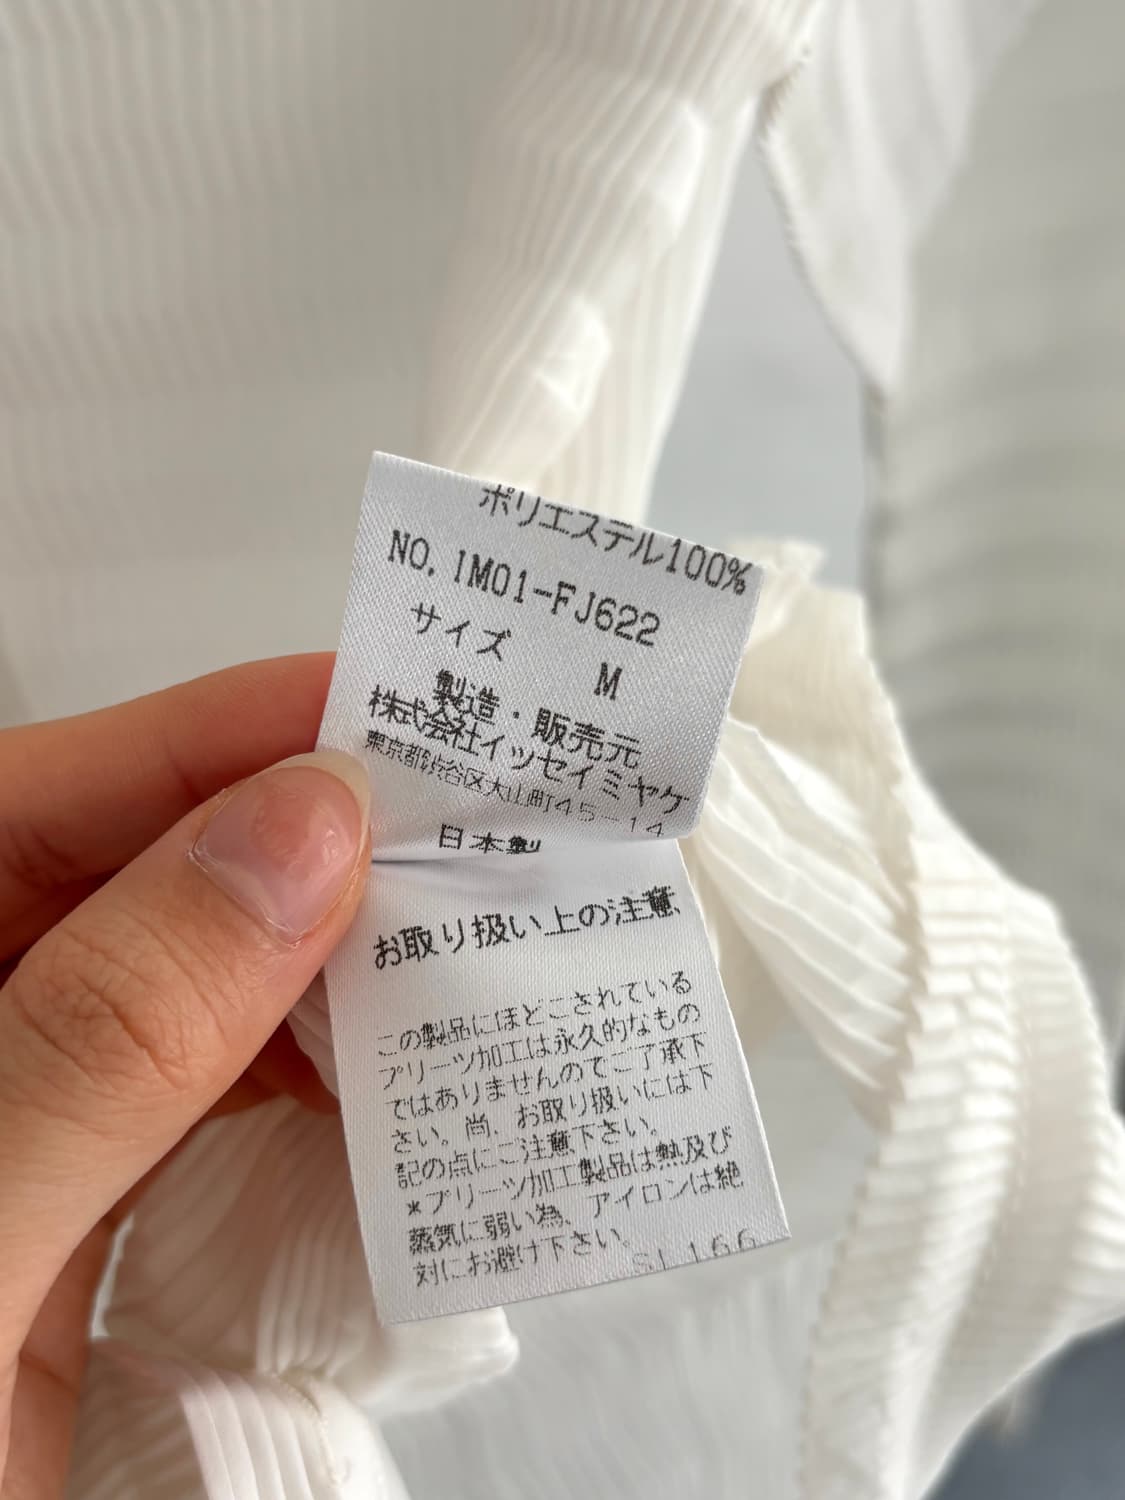 ポリエステル100%
NO. IM01-FJ622
サイズ M
製造・販売元
株式会社イッセイミヤケ
東京都渋谷区大山町45-14
日本製
お取り扱い上の注意
この製品にほどこされている
プリーツ加工は永久的なもの
ではありませんのでご了承下
さい。尚、お取り扱いには下
記の点にご注意下さい。
*プリーツ加工製品は熱及び
蒸気に弱い為、アイロンは絶
対にお避け下さい。
SL166